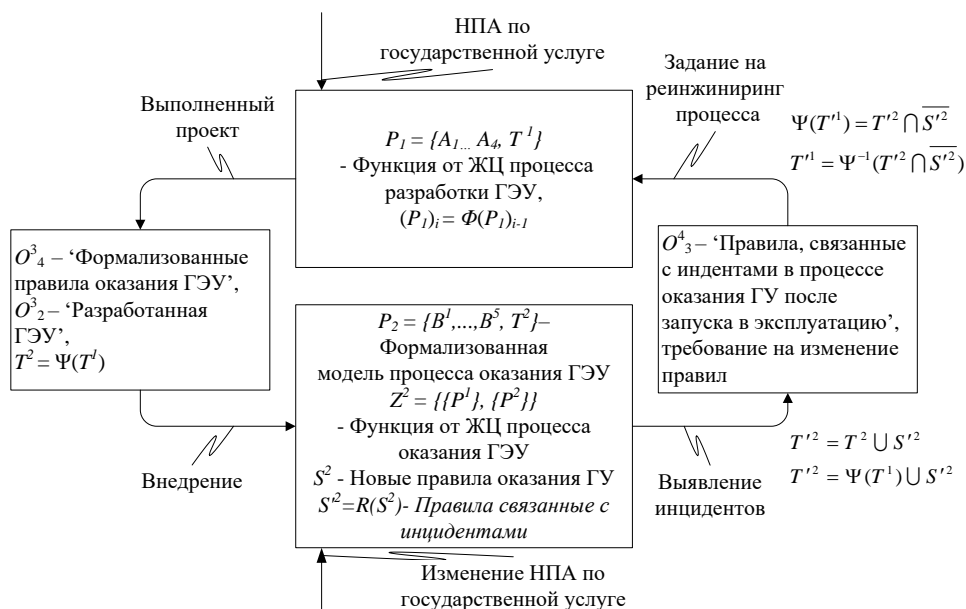 НПА по
государственной услуге
Выполненный
проект
Задание на
реинжиниринг
процесса
Ψ(T'¹) = T'² ⋂ S̅'̅²̅
T'¹ = Ψ⁻¹(T'² ⋂ S̅'̅²̅)
P₁ = {A₁... A₄, T ¹}
- Функция от ЖЦ процесса
разработки ГЭУ,
(P₁)ᵢ = Φ(P₁)ᵢ₋₁
O³₄ – ‘Формализованные
правила оказания ГЭУ’,
O³₂ – ‘Разработанная
ГЭУ’,
T² = Ψ(T¹)
O⁴₃ – ‘Правила, связанные
с индентами в процессе
оказания ГУ после
запуска в эксплуатацию’,
требование на изменение
правил
P₂ = {B¹,...,B⁵, T²}–
Формализованная
модель процесса оказания ГЭУ
Z² = {{P¹}, {P²}}
- Функция от ЖЦ процесса
оказания ГЭУ
S² - Новые правила оказания ГУ
S'²=R(S²)- Правила связанные с
инцидентами
Внедрение
Выявление
инцидентов
T'² = T² ⋃ S'²
T'² = Ψ(T¹) ⋃ S'²
Изменение НПА по
государственной услуге